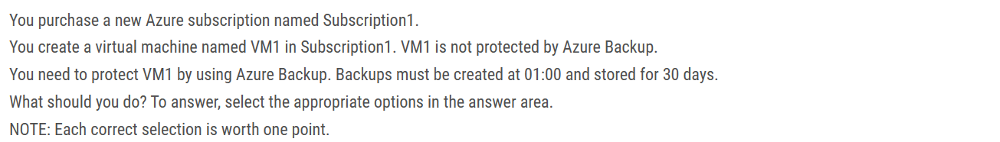 You purchase a new Azure subscription named Subscription1.
You create a virtual machine named VM1 in Subscription1. VM1 is not protected by Azure Backup.
You need to protect VM1 by using Azure Backup. Backups must be created at 01:00 and stored for 30 days.
What should you do? To answer, select the appropriate options in the answer area.
NOTE: Each correct selection is worth one point.